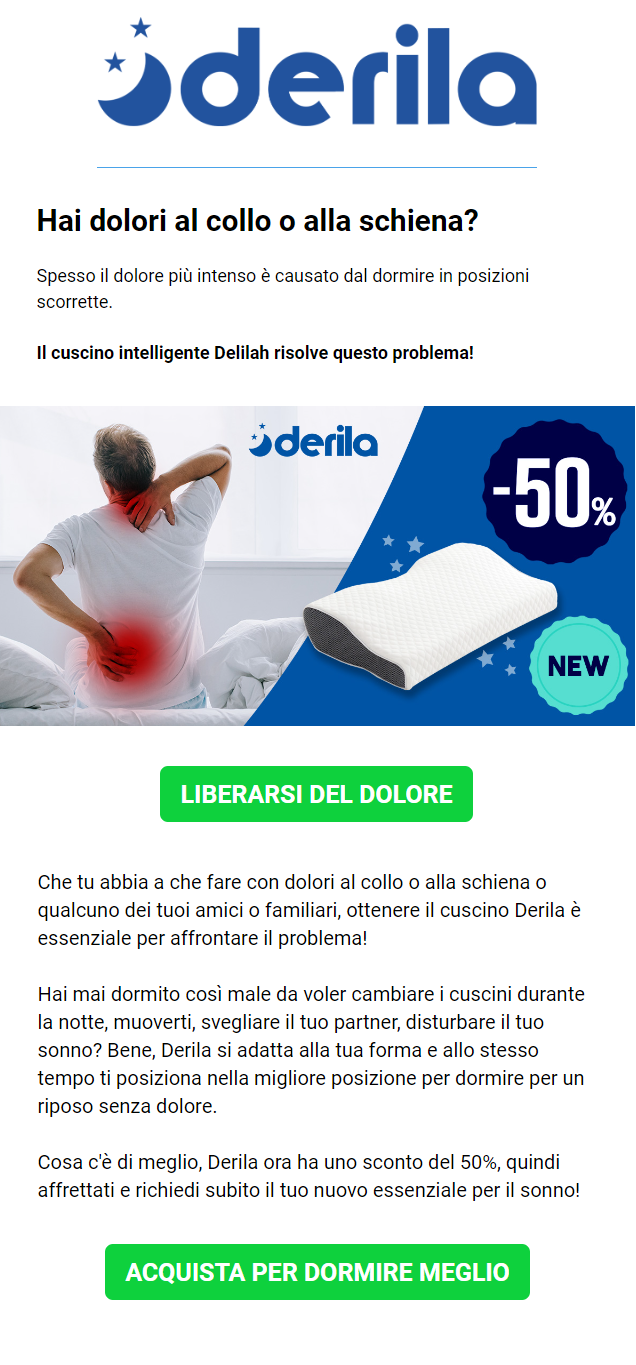 derila
Hai dolori al collo o alla schiena?
Spesso il dolore più intenso è causato dal dormire in posizioni
scorrette.
Il cuscino intelligente Delilah risolve questo problema!
derila
-50%
NEW
LIBERARSI DEL DOLORE
Che tu abbia a che fare con dolori al collo o alla schiena o
qualcuno dei tuoi amici o familiari, ottenere il cuscino Derila è
essenziale per affrontare il problema!
Hai mai dormito così male da voler cambiare i cuscini durante
la notte, muoverti, svegliare il tuo partner, disturbare il tuo
sonno? Bene, Derila si adatta alla tua forma e allo stesso
tempo ti posiziona nella migliore posizione per dormire per un
riposo senza dolore.
Cosa c'è di meglio, Derila ora ha uno sconto del 50%, quindi
affrettati e richiedi subito il tuo nuovo essenziale per il sonno!
ACQUISTA PER DORMIRE MEGLIO